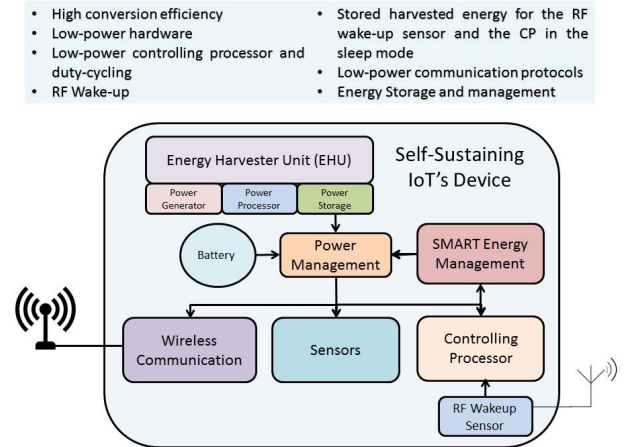 • High conversion efficiency
• Low-power hardware
• Low-power controlling processor and
duty-cycling
• RF Wake-up
• Stored harvested energy for the RF
wake-up sensor and the CP in the
sleep mode
• Low-power communication protocols
• Energy Storage and management
Energy Harvester Unit (EHU)
Self-Sustaining
IoT's Device
Power
Generator
Power
Processor
Power
Storage
Battery
Power
Management
SMART Energy
Management
Wireless
Communication
Sensors
Controlling
Processor
RF Wakeup
Sensor